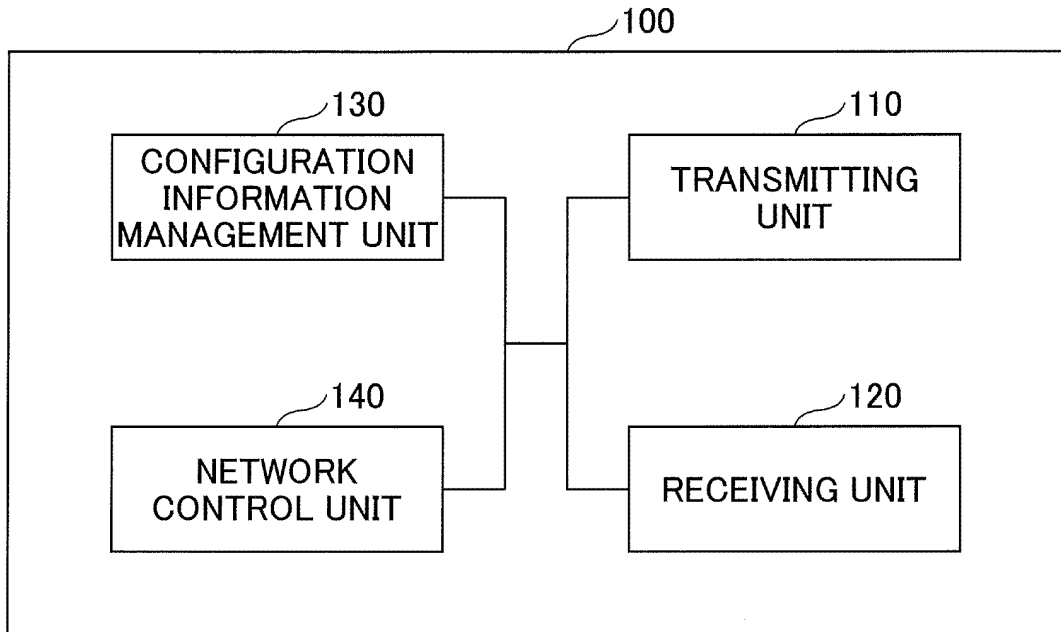 100
130
CONFIGURATION
INFORMATION
MANAGEMENT UNIT
110
TRANSMITTING
UNIT
140
NETWORK
CONTROL UNIT
120
RECEIVING UNIT